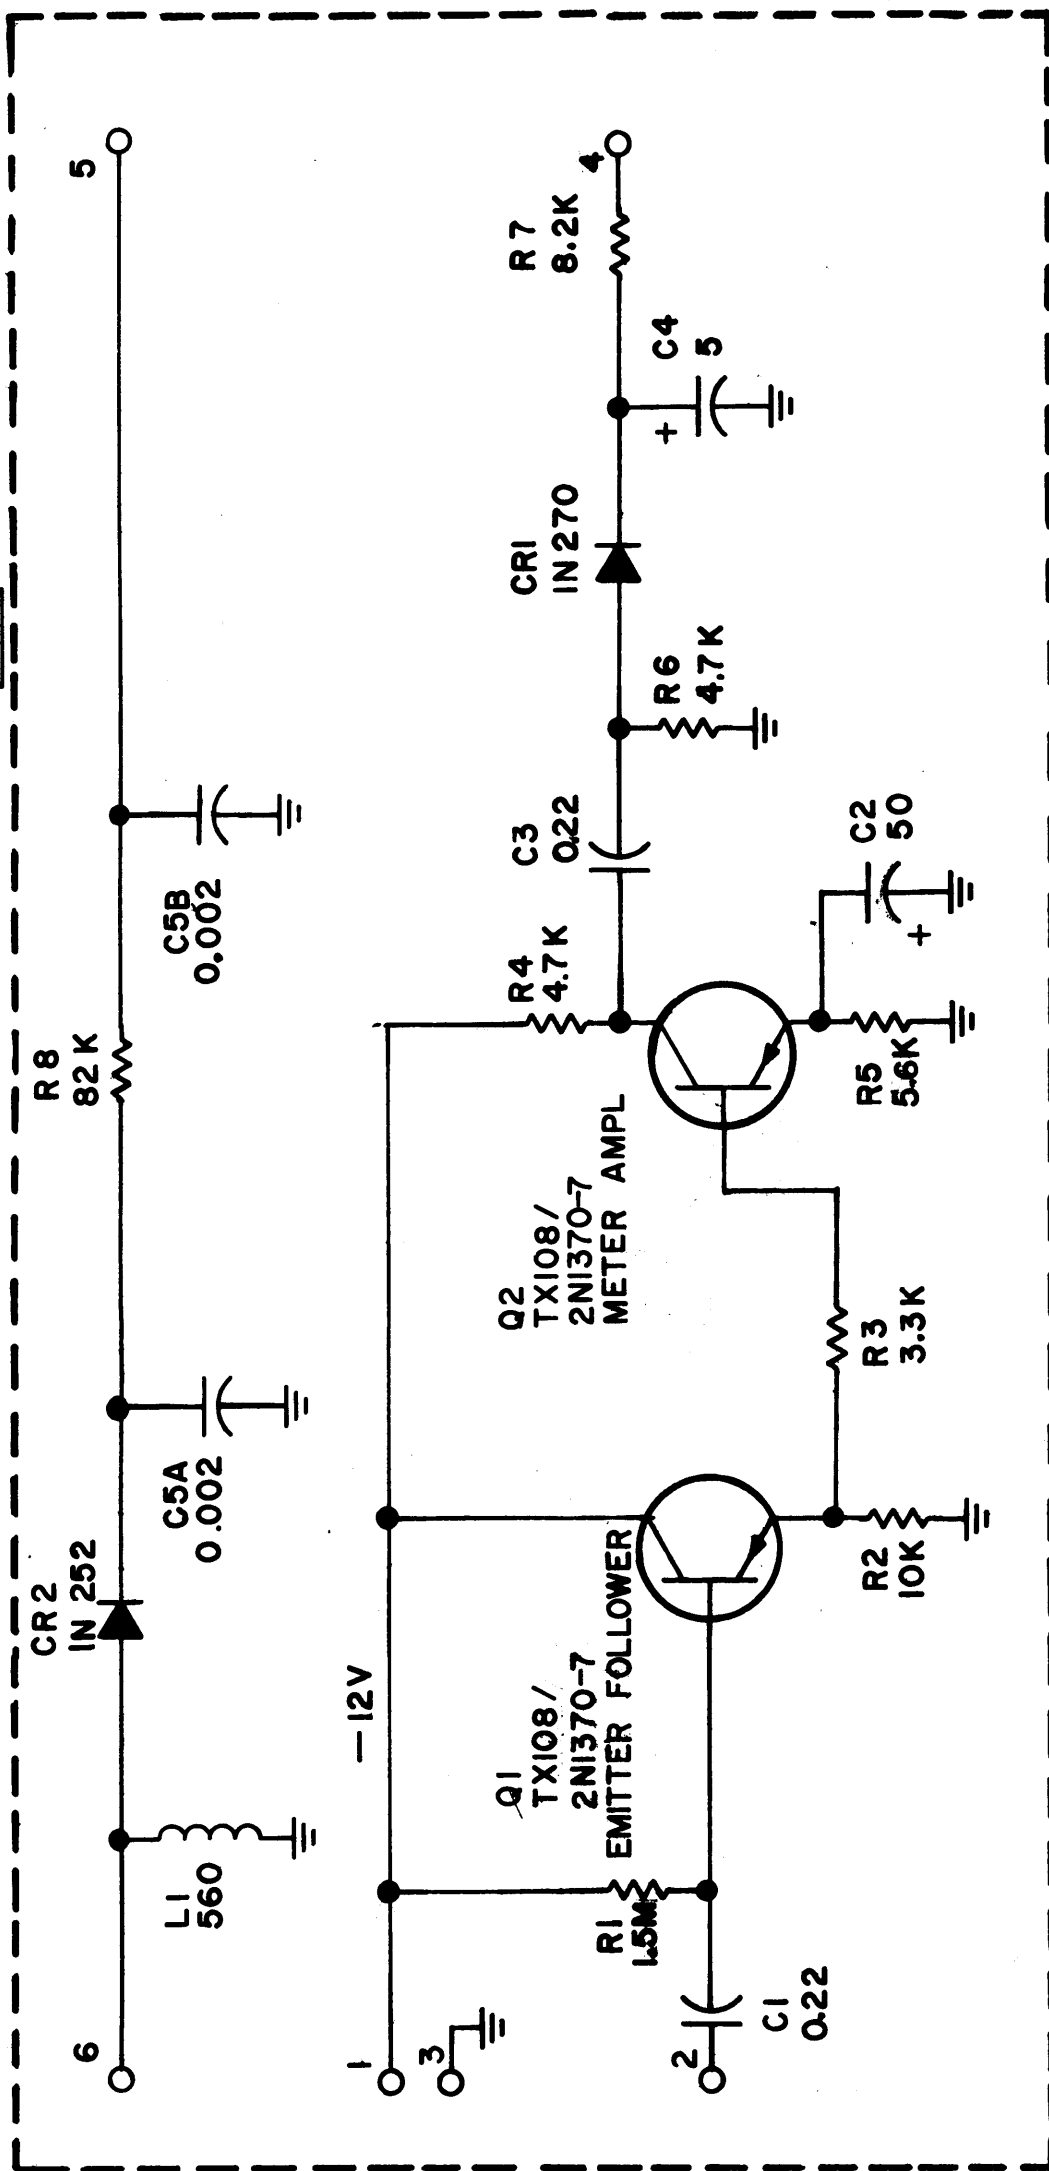 6
L1
560
CR2
IN 252
C5A
0.002
R8
82K
C5B
0.002
5
1
—12V
3
2
C1
0.22
R1
1.5M
Q1
TX108/
2N1370-7
EMITTER FOLLOWER
R2
10K
R3
3.3K
Q2
TX108/
2N1370-7
METER AMPL
R4
4.7K
R5
5.6K
C2
50
+
C3
0.22
R6
4.7K
CR1
IN 270
+
C4
5
R7
8.2K
4